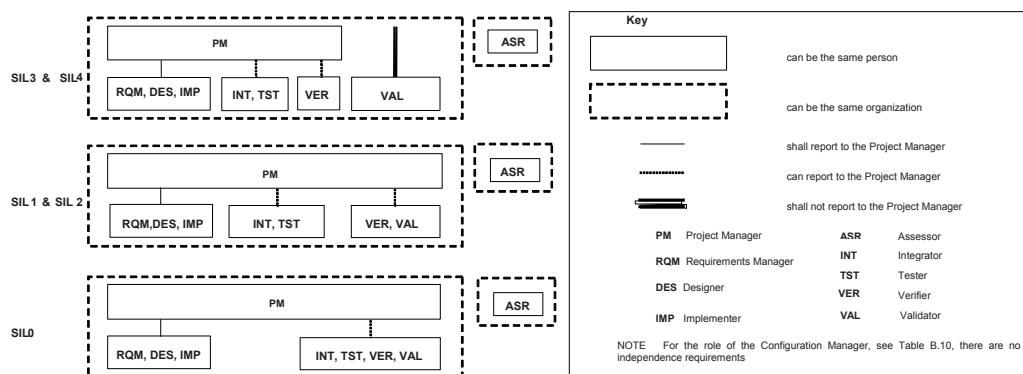 PM
ASR
SIL3 & SIL4
RQM, DES, IMP
INT, TST
VER
VAL
PM
ASR
SIL 1 & SIL 2
RQM,DES, IMP
INT, TST
VER, VAL
PM
ASR
SIL0
RQM, DES, IMP
INT, TST, VER, VAL
Key
can be the same person
can be the same organization
shall report to the Project Manager
can report to the Project Manager
shall not report to the Project Manager
PM Project Manager
ASR Assessor
RQM Requirements Manager
INT Integrator
TST Tester
DES Designer
VER Verifier
IMP Implementer
VAL Validator
NOTE For the role of the Configuration Manager, see Table B.10, there are no
independence requirements